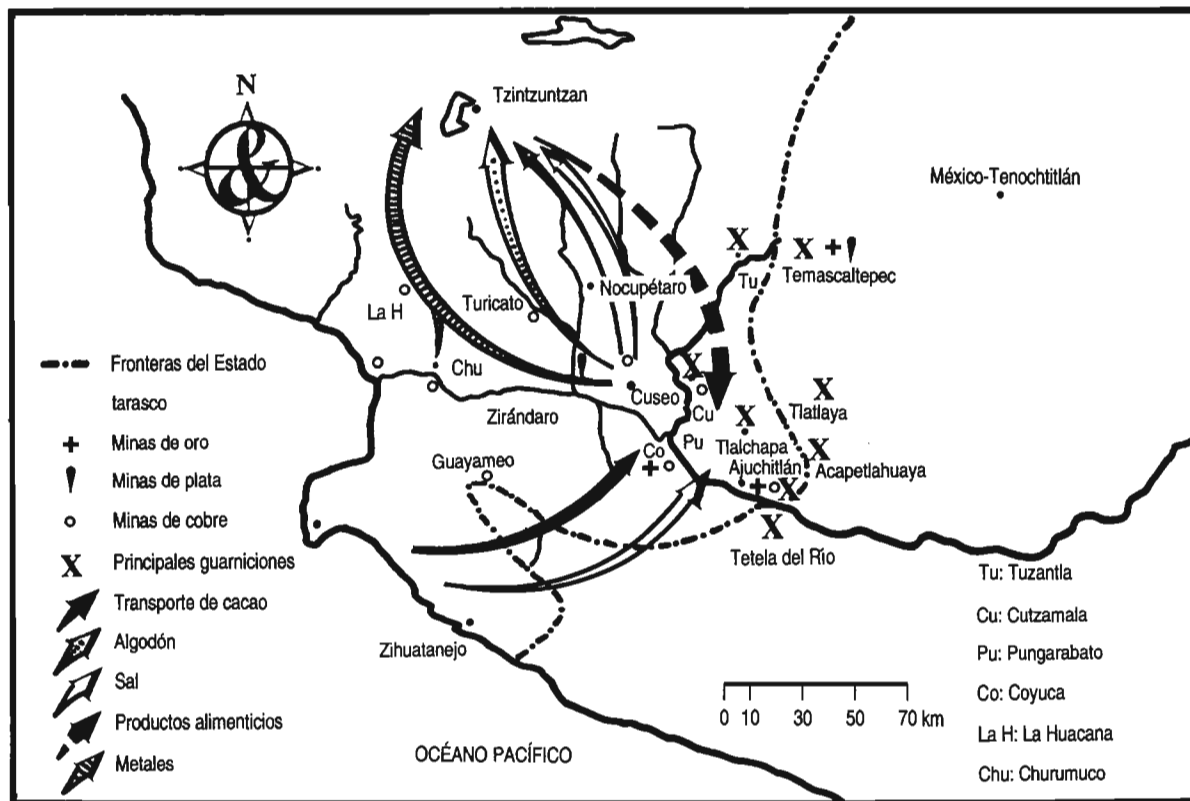 N
&
Tzintzuntzan
México-Tenochtitlán
X
X
Tu
Temascaltepec
Nocupétaro
La H
Turicato
Chu
X
Cuseo
Cu
X
Tlatlaya
Zirándaro
X
Tlalchapa
Pu
Co
Ajuchitlán
X
Acapetlahuaya
X
Guayameo
X
Tetela del Río
Zihuatanejo
OCÉANO PACÍFICO
Fronteras del Estado
tarasco
Minas de oro
Minas de plata
Minas de cobre
X Principales guarniciones
Transporte de cacao
Algodón
Sal
Productos alimenticios
Metales
0 10 30 50 70 km
Tu: Tuzantla
Cu: Cutzamala
Pu: Pungarabato
Co: Coyuca
La H: La Huacana
Chu: Churumuco